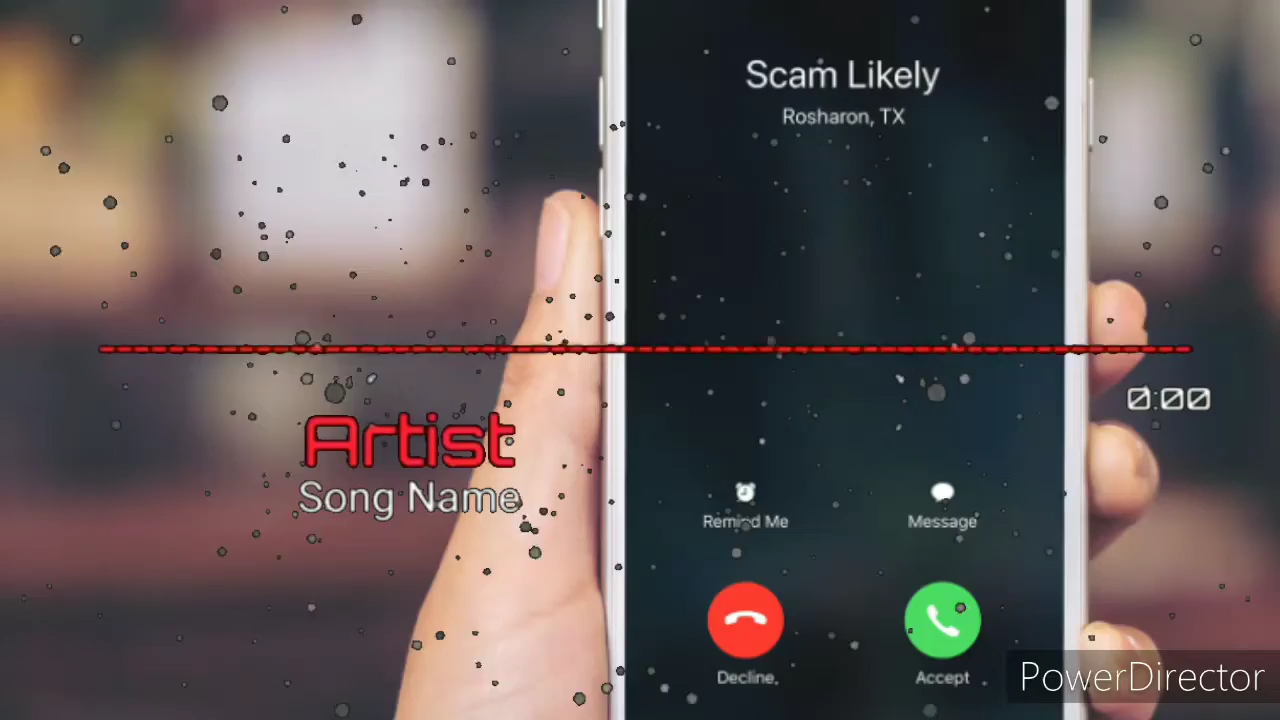 Scam Likely
Rosharon, TX
0:00
Artist
Song Name
Remind Me
Message
Decline
Accept
PowerDirector